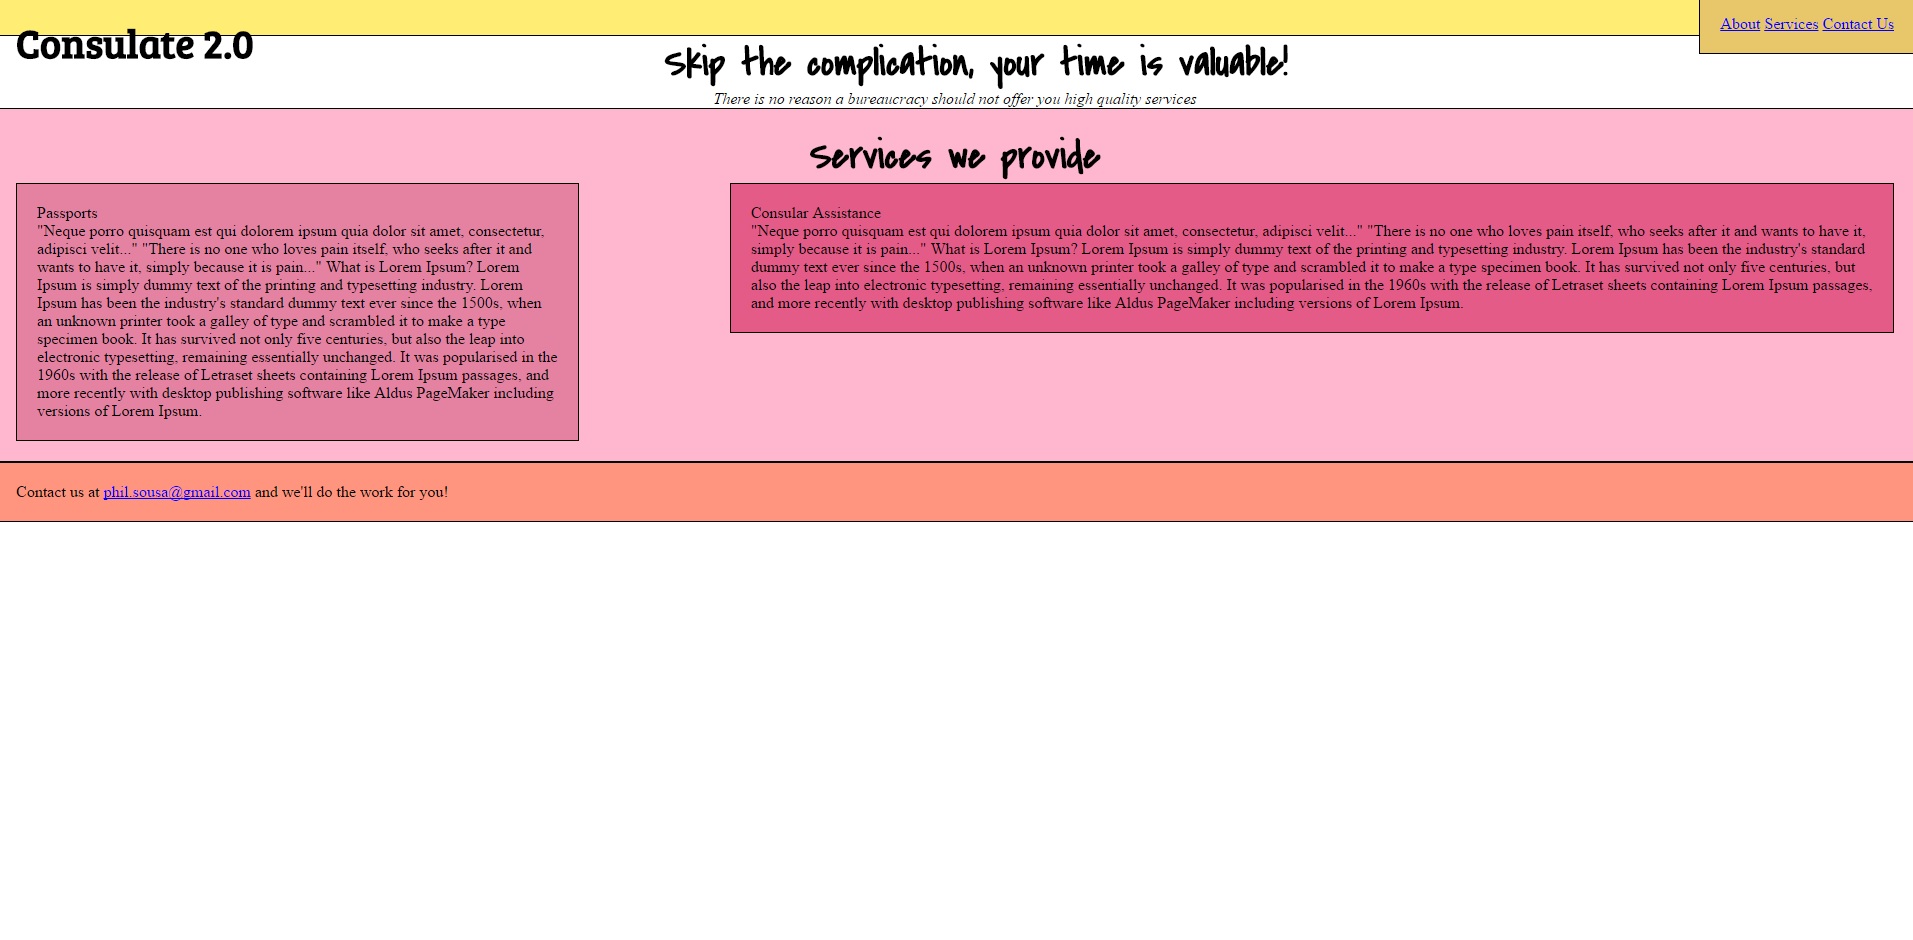 Consulate 2.0
About Services Contact Us
Skip the complication, your time is valuable!
There is no reason a bureaucracy should not offer you high quality services
Services we provide
Passports
"Neque porro quisquam est qui dolorem ipsum quia dolor sit amet, consectetur,
adipisci velit..." "There is no one who loves pain itself, who seeks after it and
wants to have it, simply because it is pain..." What is Lorem Ipsum? Lorem
Ipsum is simply dummy text of the printing and typesetting industry. Lorem
Ipsum has been the industry's standard dummy text ever since the 1500s, when
an unknown printer took a galley of type and scrambled it to make a type
specimen book. It has survived not only five centuries, but also the leap into
electronic typesetting, remaining essentially unchanged. It was popularised in the
1960s with the release of Letraset sheets containing Lorem Ipsum passages, and
more recently with desktop publishing software like Aldus PageMaker including
versions of Lorem Ipsum.
Consular Assistance
"Neque porro quisquam est qui dolorem ipsum quia dolor sit amet, consectetur, adipisci velit..." "There is no one who loves pain itself, who seeks after it and wants to have it,
simply because it is pain..." What is Lorem Ipsum? Lorem Ipsum is simply dummy text of the printing and typesetting industry. Lorem Ipsum has been the industry's standard
dummy text ever since the 1500s, when an unknown printer took a galley of type and scrambled it to make a type specimen book. It has survived not only five centuries, but
also the leap into electronic typesetting, remaining essentially unchanged. It was popularised in the 1960s with the release of Letraset sheets containing Lorem Ipsum passages,
and more recently with desktop publishing software like Aldus PageMaker including versions of Lorem Ipsum.
Contact us at phil.sousa@gmail.com and we'll do the work for you!